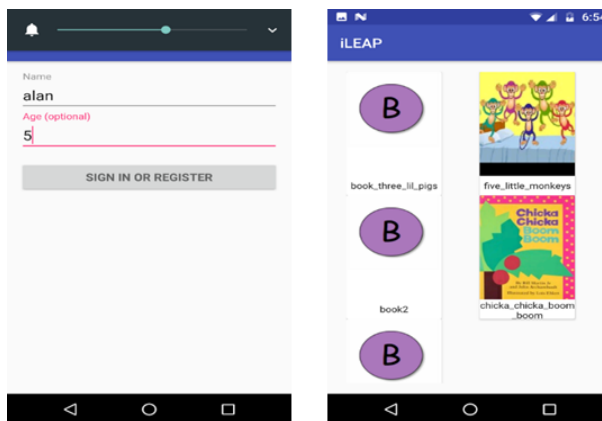 Name
alan
Age (optional)
5
SIGN IN OR REGISTER
6:54
iLEAP
B
book_three_lil_pigs
five_little_monkeys
B
Chicka
Chicka
Boom
Boom
book2
chicka_chicka_boom
_boom
B